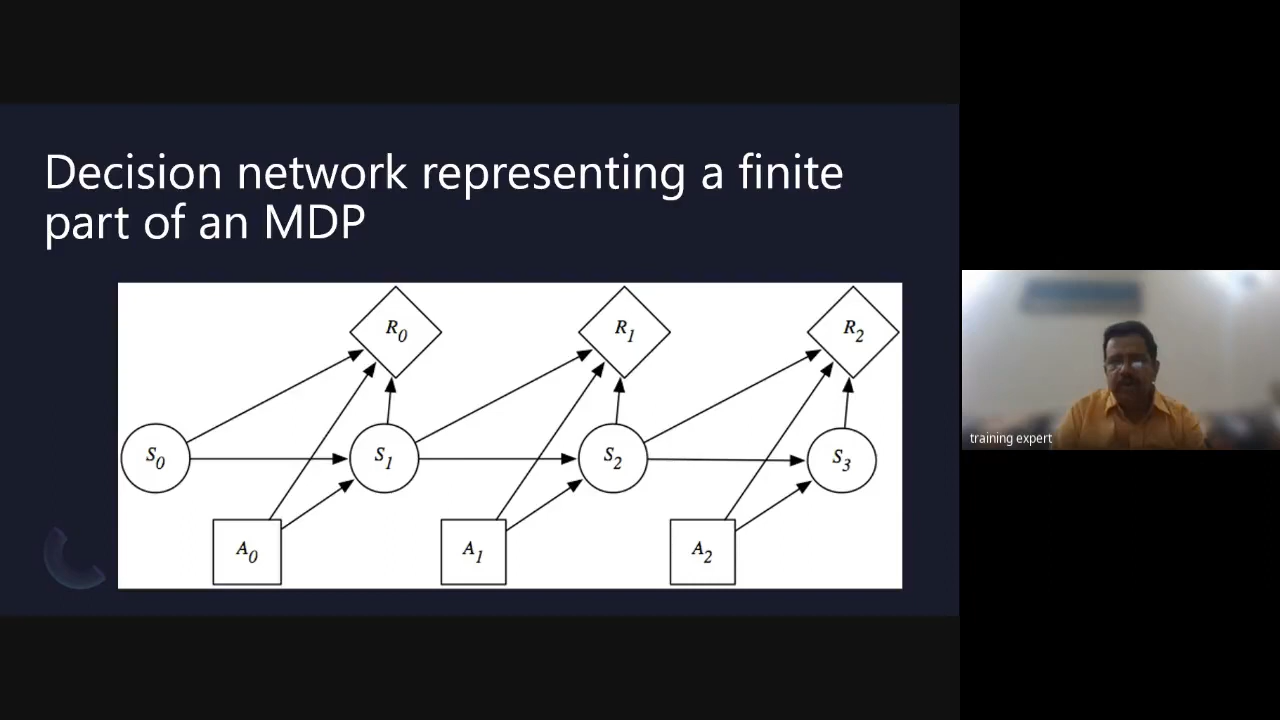 Decision network representing a finite
part of an MDP
R0 R1 R2
S0 S1 S2 S3
A0 A1 A2
training expert